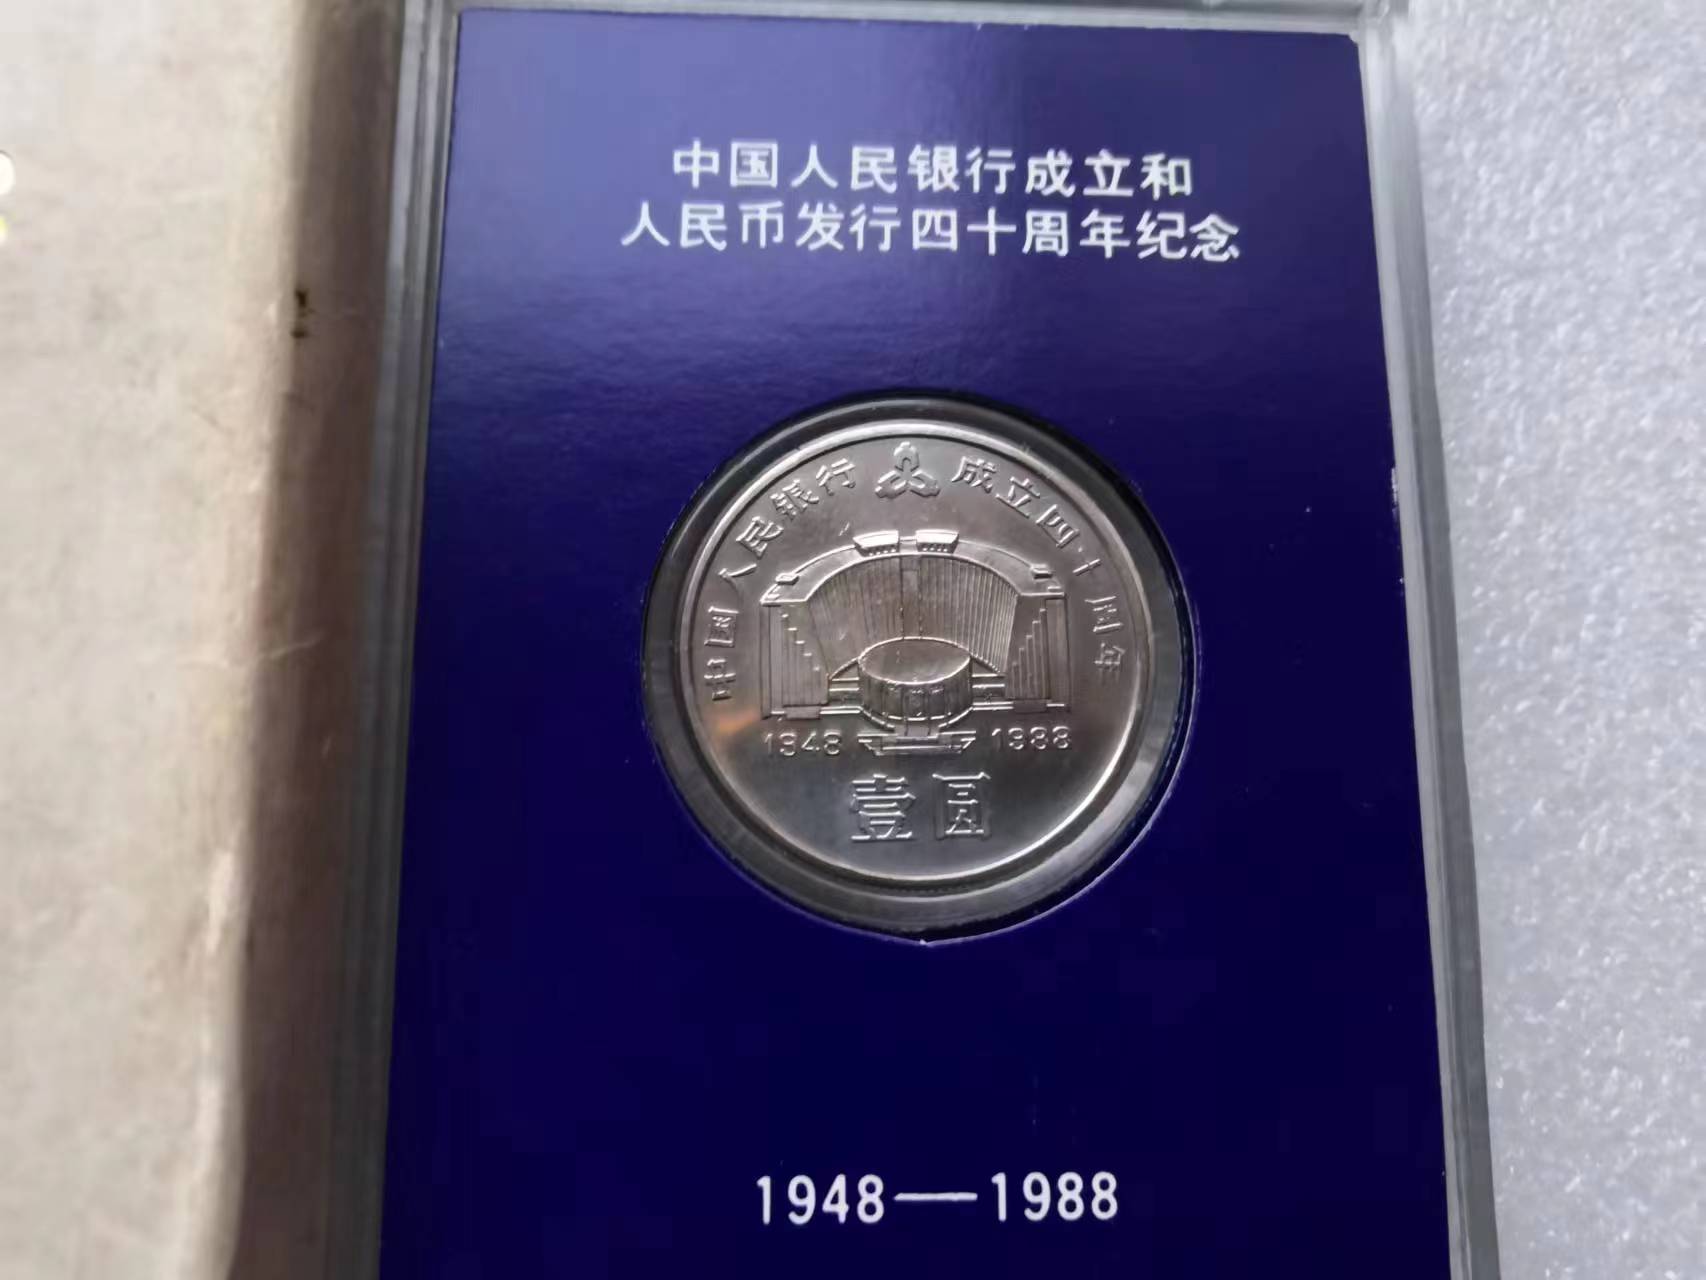 中国人民银行成立和
人民币发行四十周年纪念
中国人民银行 成立四十周年
1948 1988
壹圆
1948—1988